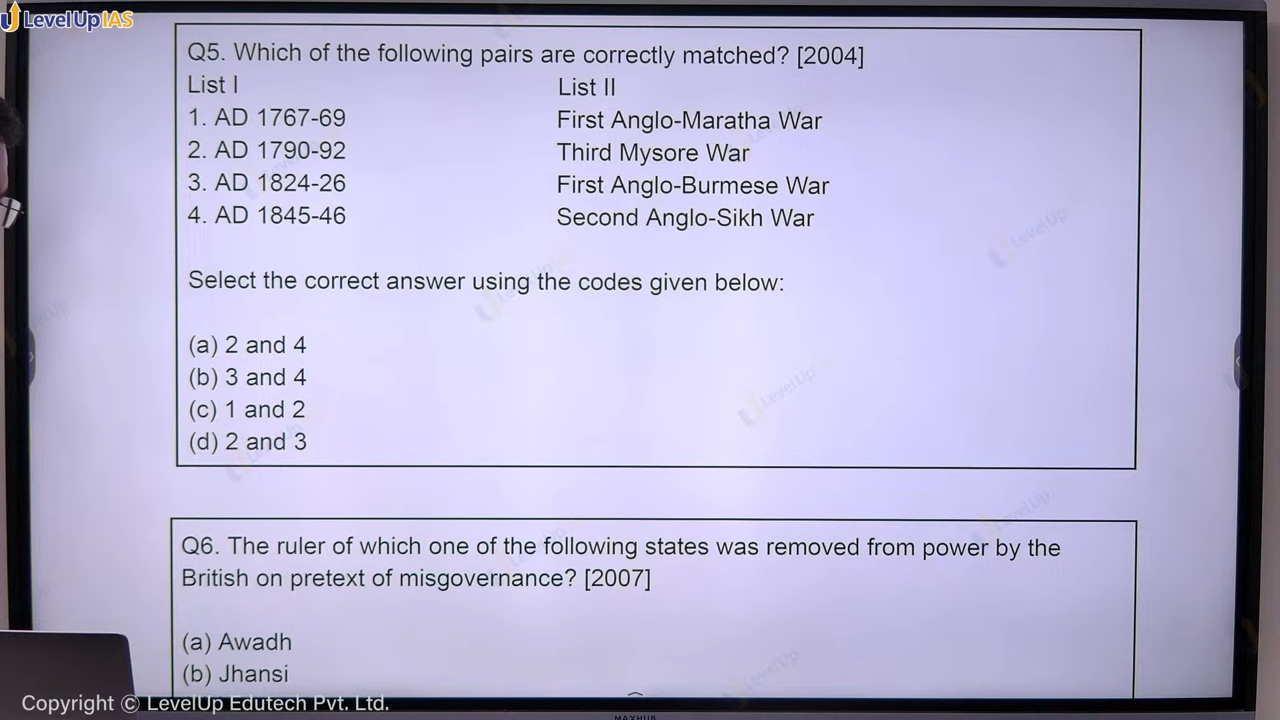 LevelUp IAS
Q5. Which of the following pairs are correctly matched? [2004]
List I List II
1. AD 1767-69 First Anglo-Maratha War
2. AD 1790-92 Third Mysore War
3. AD 1824-26 First Anglo-Burmese War
4. AD 1845-46 Second Anglo-Sikh War
Select the correct answer using the codes given below:
(a) 2 and 4
(b) 3 and 4
(c) 1 and 2
(d) 2 and 3
Q6. The ruler of which one of the following states was removed from power by the
British on pretext of misgovernance? [2007]
(a) Awadh
(b) Jhansi
Copyright © LevelUp Edutech Pvt. Ltd.
MAXHUB